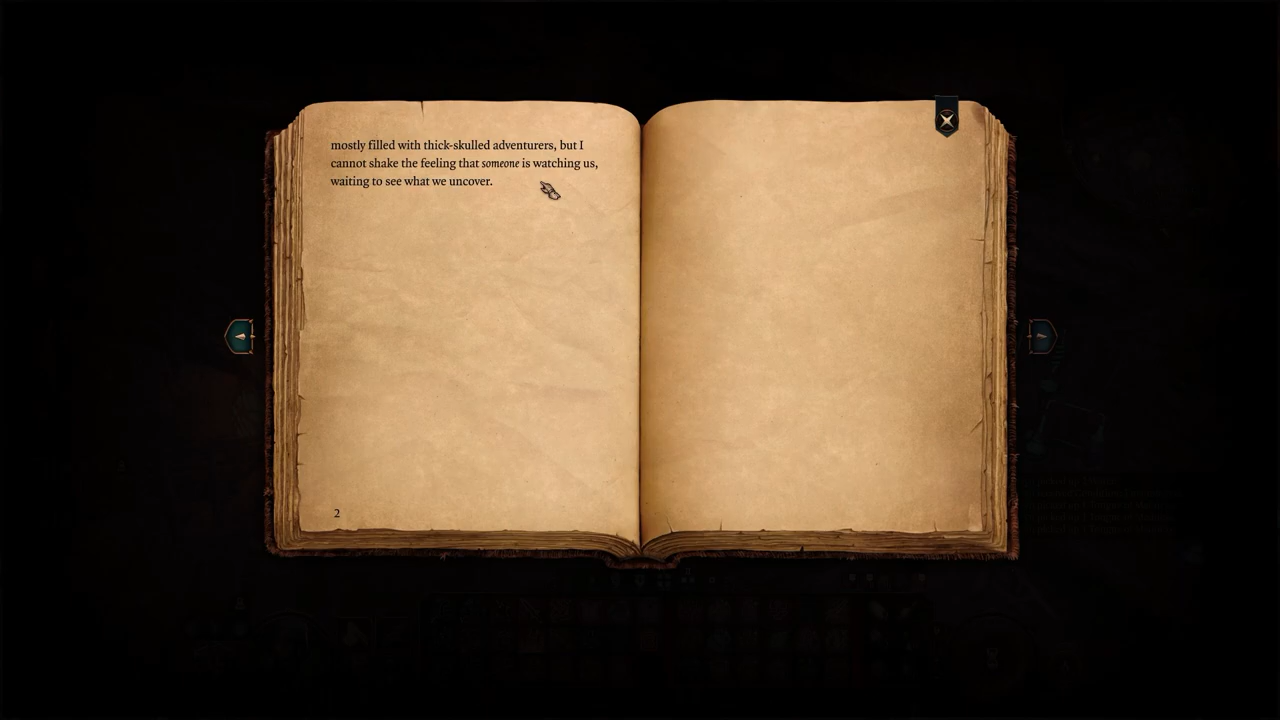 mostly filled with thick-skulled adventurers, but I
cannot shake the feeling that someone is watching us,
waiting to see what we uncover.
2